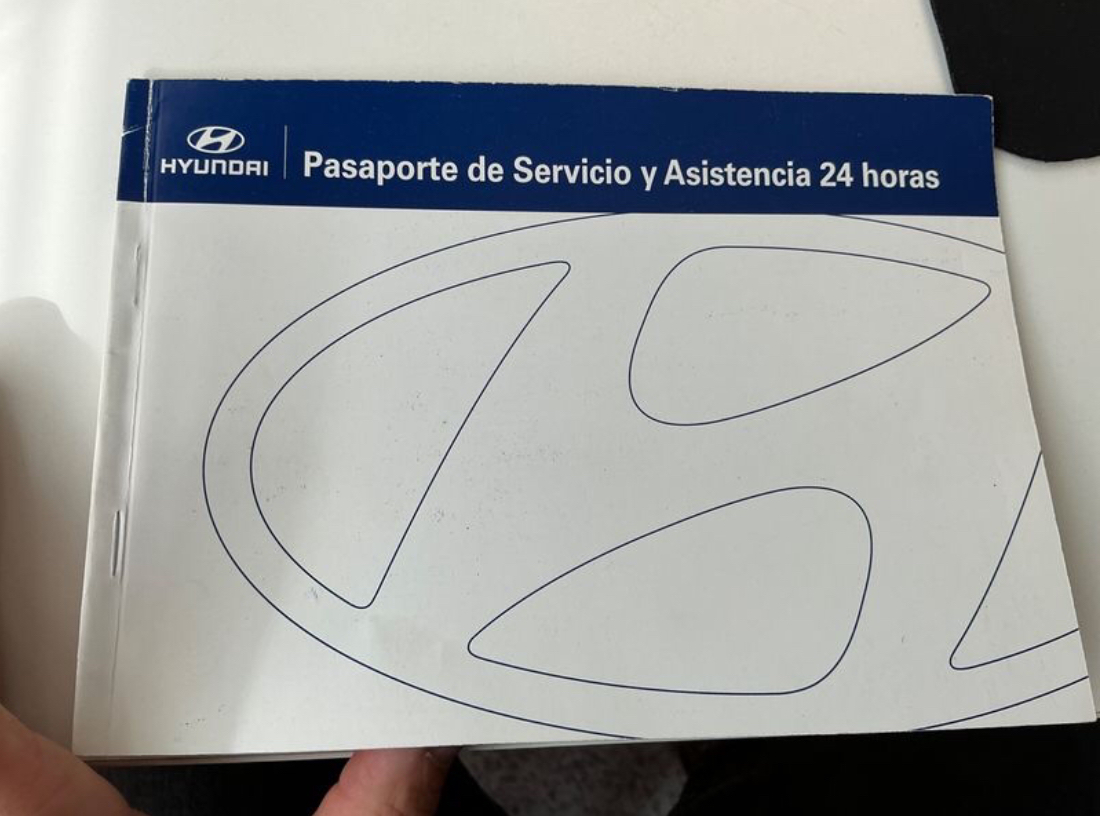 HYUNDAI
Pasaporte de Servicio y Asistencia 24 horas